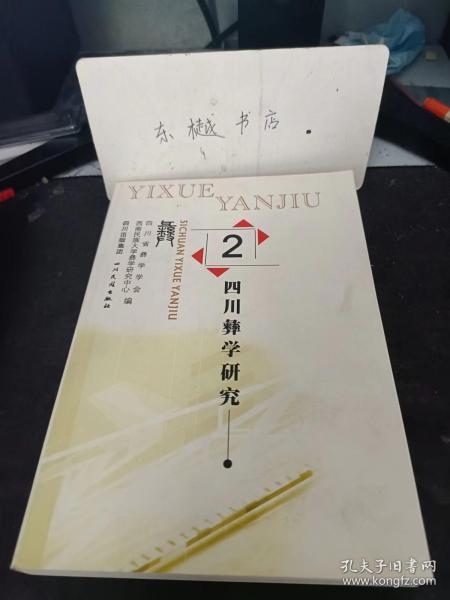 东樾书店
YIXUE YANJIU
彝
SICHUAN YIXUE YANJIU
2
四川彝学研究
四川省彝学学会
西南民族大学彝学研究中心 编
四川出版集团
四川民族出版社
孔夫子旧书网
www.kongfz.com